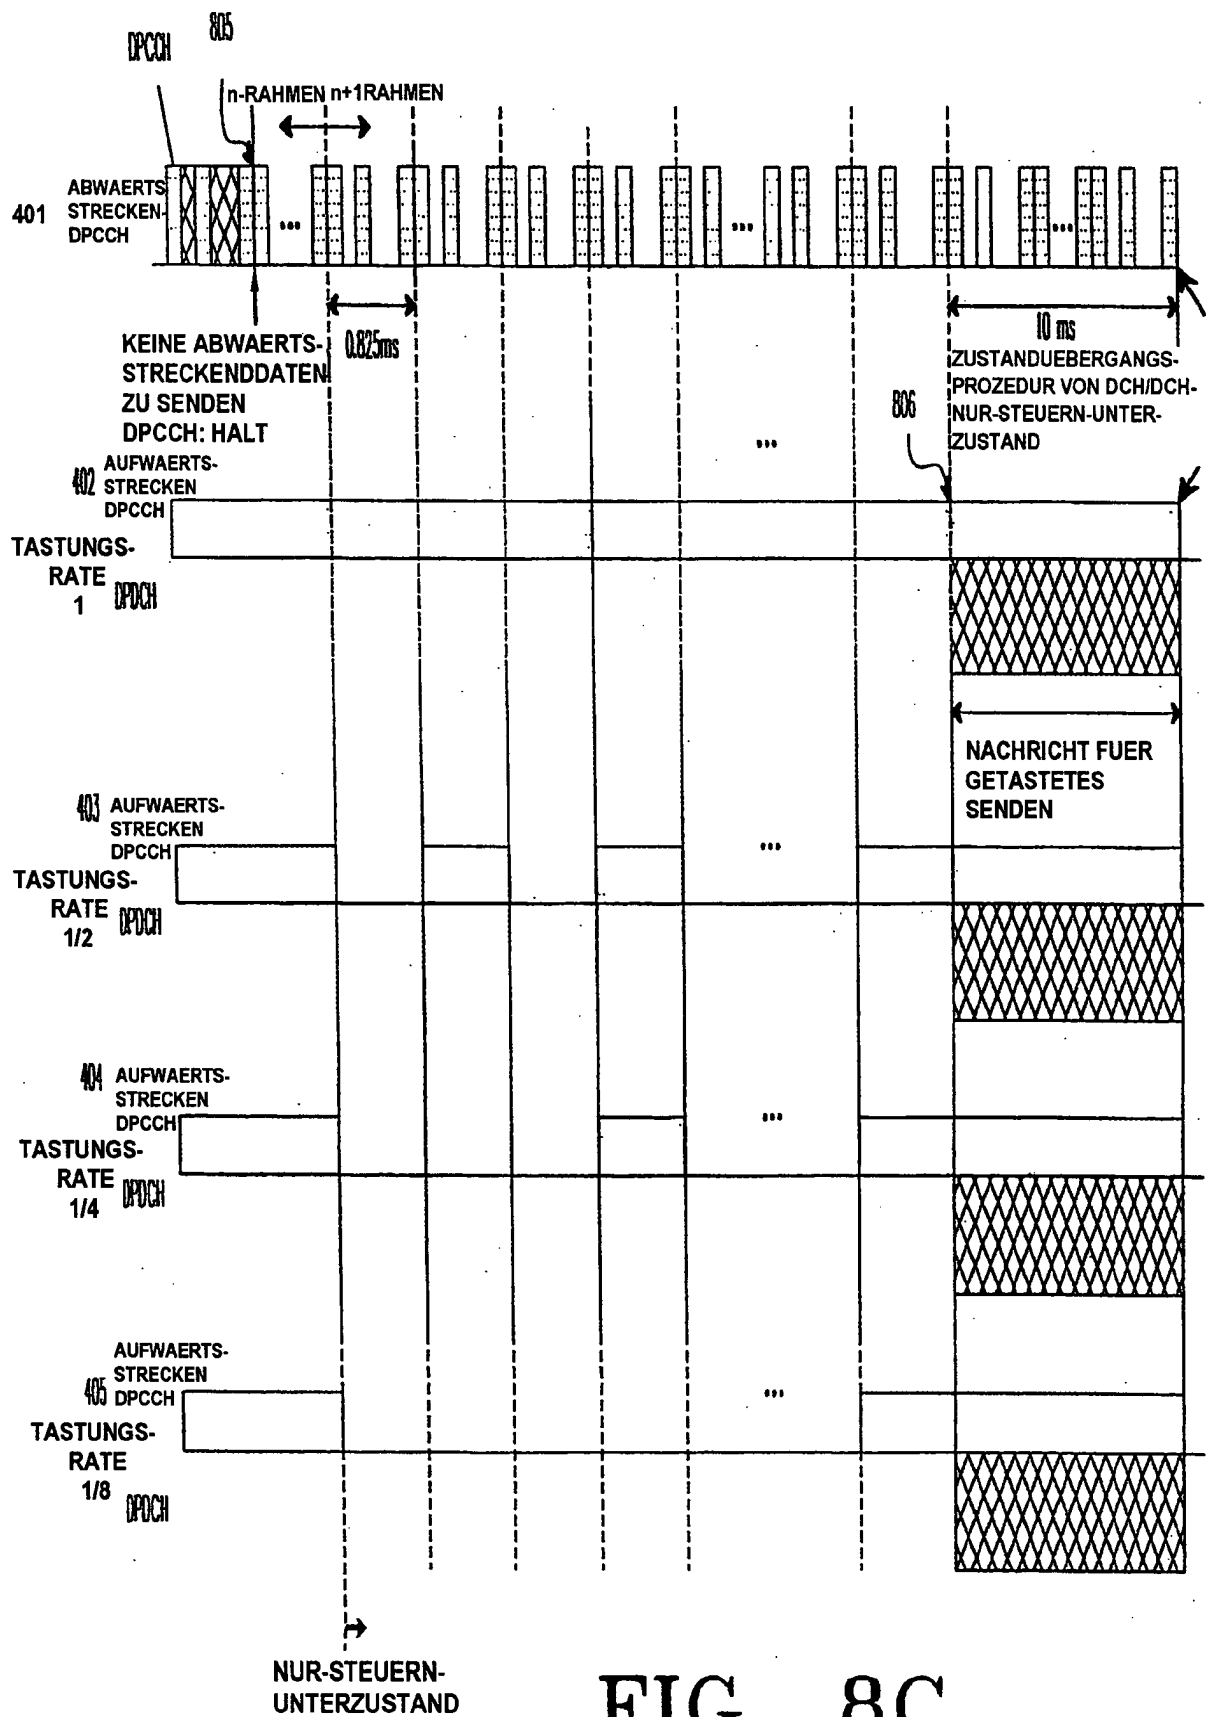 DPCCH
805
n-RAHMEN n+1RAHMEN
401
ABWAERTS
STRECKEN-
DPCCH
...
...
...
KEINE ABWAERTS-
STRECKENDDATEN
ZU SENDEN
DPCCH: HALT
0.825ms
10 ms
ZUSTANDUEBERGANGS-
PROZEDUR VON DCH/DCH-
NUR-STEUERN-UNTER-
ZUSTAND
806
...
402
AUFWAERTS-
STRECKEN
DPCCH
TASTUNGS-
RATE
1
DPDCH
NACHRICHT FUER
GETASTETES
SENDEN
403
AUFWAERTS-
STRECKEN
DPCCH
...
TASTUNGS-
RATE
1/2
DPDCH
404
AUFWAERTS-
STRECKEN
DPCCH
...
TASTUNGS-
RATE
1/4
DPDCH
AUFWAERTS-
STRECKEN
405 DPCCH
...
TASTUNGS-
RATE
1/8
DPDCH
NUR-STEUERN-
UNTERZUSTAND
FIG. 8C